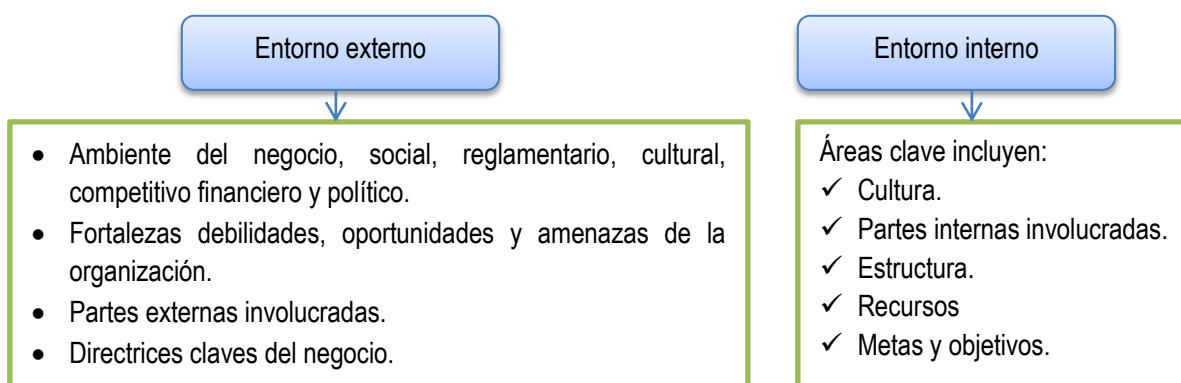 Entorno externo
• Ambiente del negocio, social, reglamentario, cultural,
competitivo financiero y político.
• Fortalezas debilidades, oportunidades y amenazas de la
organización.
• Partes externas involucradas.
• Directrices claves del negocio.
Entorno interno
Áreas clave incluyen:
✓ Cultura.
✓ Partes internas involucradas.
✓ Estructura.
✓ Recursos
✓ Metas y objetivos.